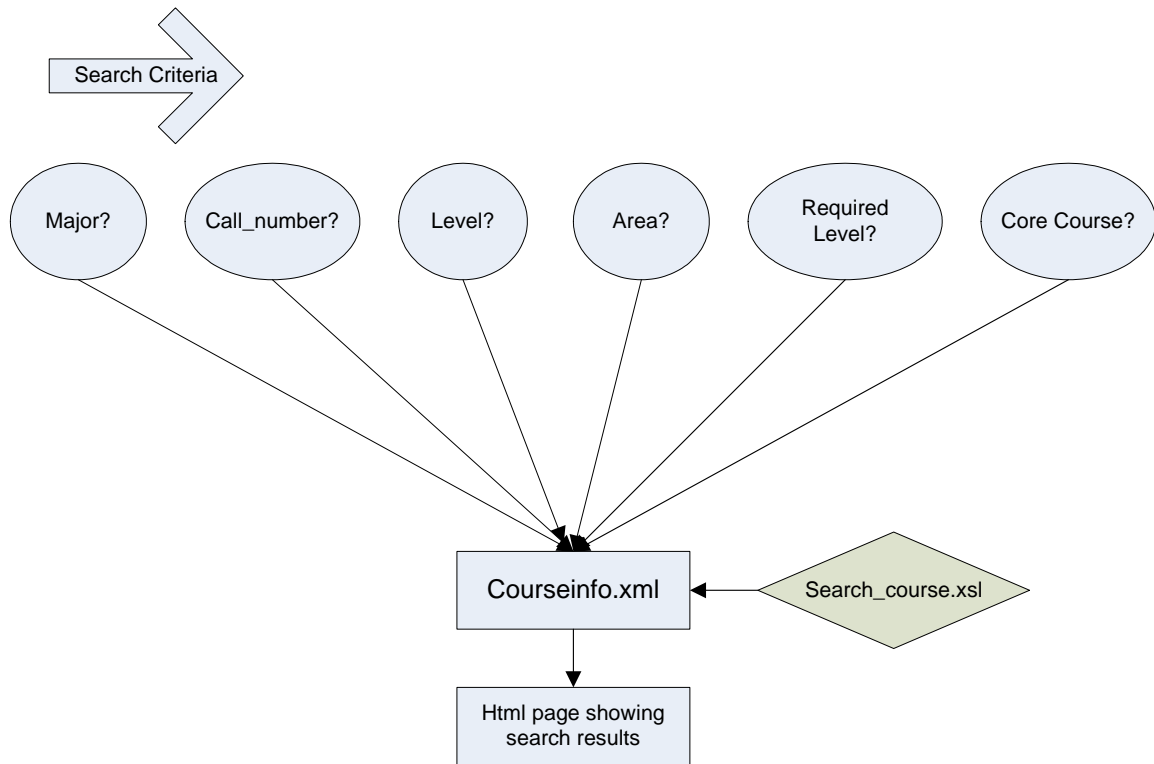 Search Criteria
Major?
Call_number?
Level?
Area?
Required
Level?
Core Course?
Courseinfo.xml
Search_course.xsl
Html page showing
search results